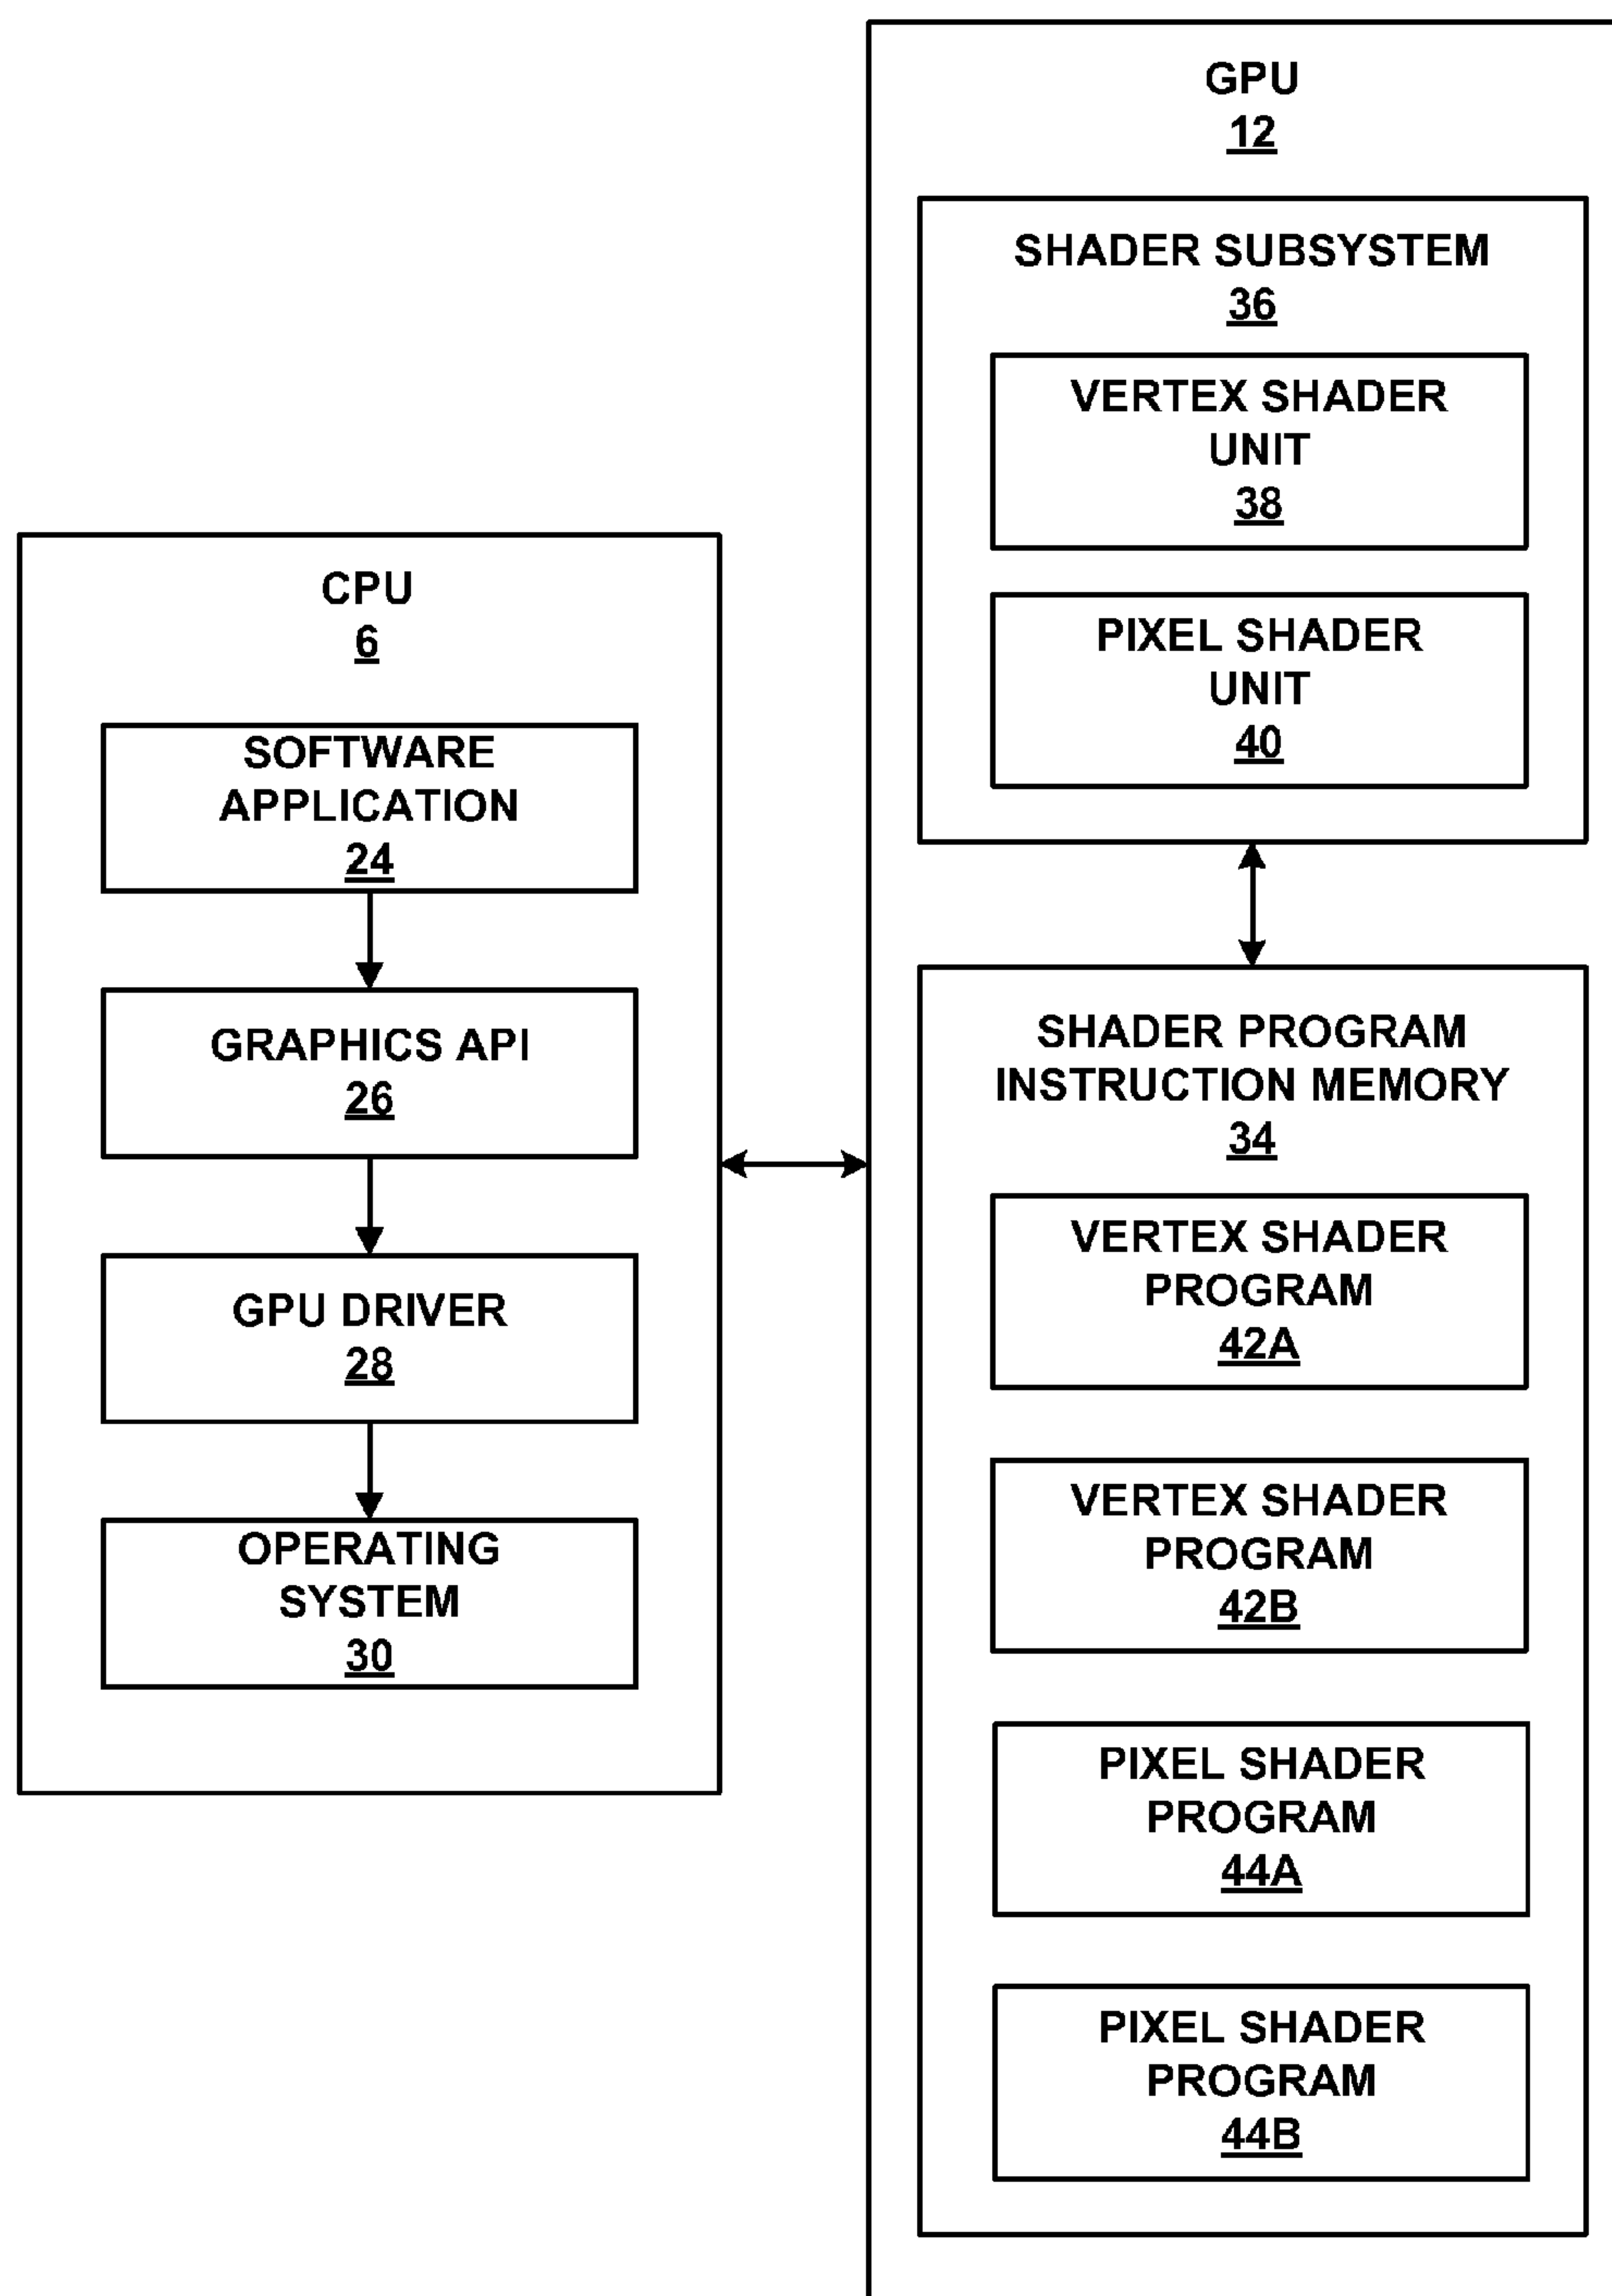 CPU
6
SOFTWARE
APPLICATION
24
GRAPHICS API
26
GPU DRIVER
28
OPERATING
SYSTEM
30
GPU
12
SHADER SUBSYSTEM
36
VERTEX SHADER
UNIT
38
PIXEL SHADER
UNIT
40
SHADER PROGRAM
INSTRUCTION MEMORY
34
VERTEX SHADER
PROGRAM
42A
VERTEX SHADER
PROGRAM
42B
PIXEL SHADER
PROGRAM
44A
PIXEL SHADER
PROGRAM
44B